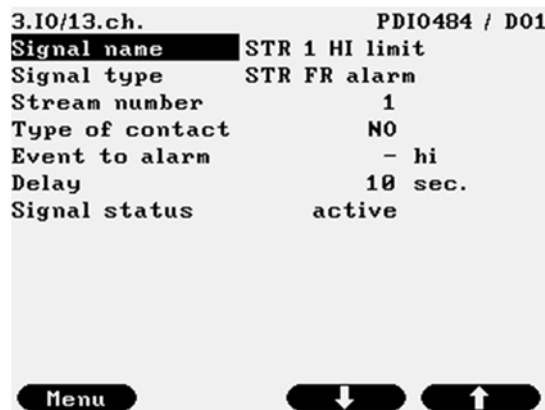 3.IO/13.ch. PDIO484 / DO1
Signal name STR 1 HI limit
Signal type STR FR alarm
Stream number 1
Type of contact NO
Event to alarm - hi
Delay 10 sec.
Signal status active
Menu